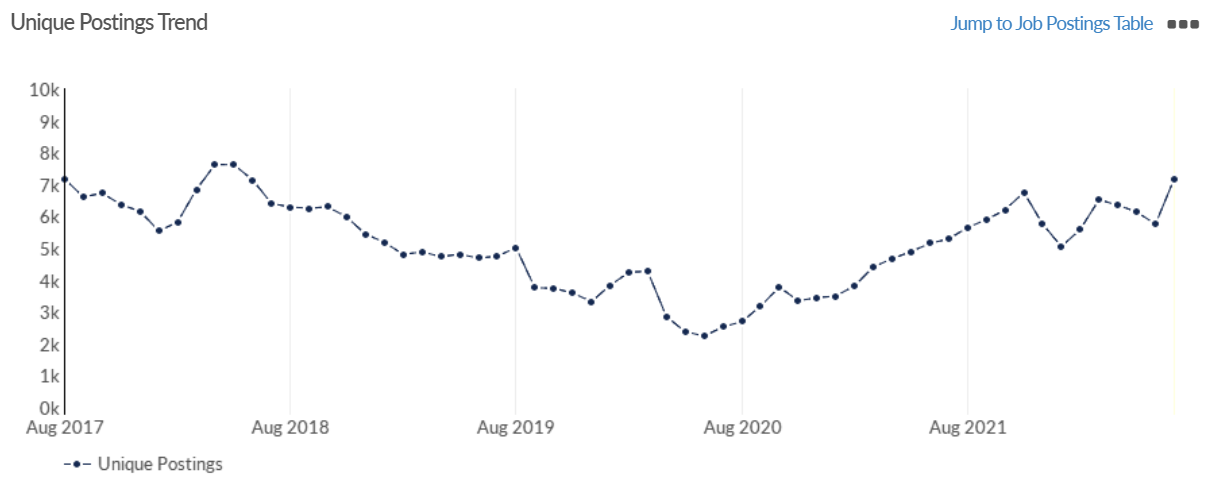 Unique Postings Trend
Jump to Job Postings Table
10k
9k
8k
7k
6k
5k
4k
3k
2k
1k
0k
Aug 2017 Aug 2018 Aug 2019 Aug 2020 Aug 2021
Unique Postings